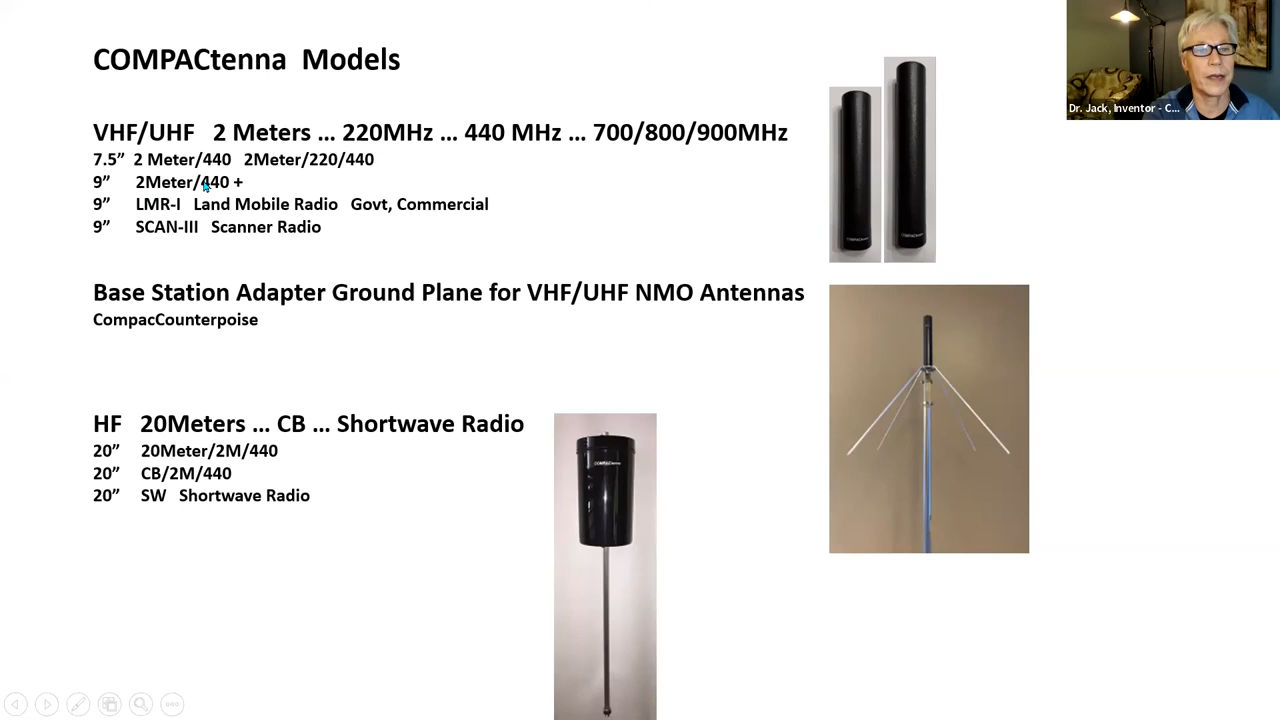 COMPACtenna Models
Dr. Jack, Inventor - C...
VHF/UHF 2 Meters ... 220MHz ... 440 MHz ... 700/800/900MHz
7.5” 2 Meter/440 2Meter/220/440
9” 2Meter/440 +
9” LMR-I Land Mobile Radio Govt, Commercial
9” SCAN-III Scanner Radio
COMPACtenna
COMPACtenna
Base Station Adapter Ground Plane for VHF/UHF NMO Antennas
CompacCounterpoise
HF 20Meters ... CB ... Shortwave Radio
20” 20Meter/2M/440
20” CB/2M/440
20” SW Shortwave Radio
COMPACtenna